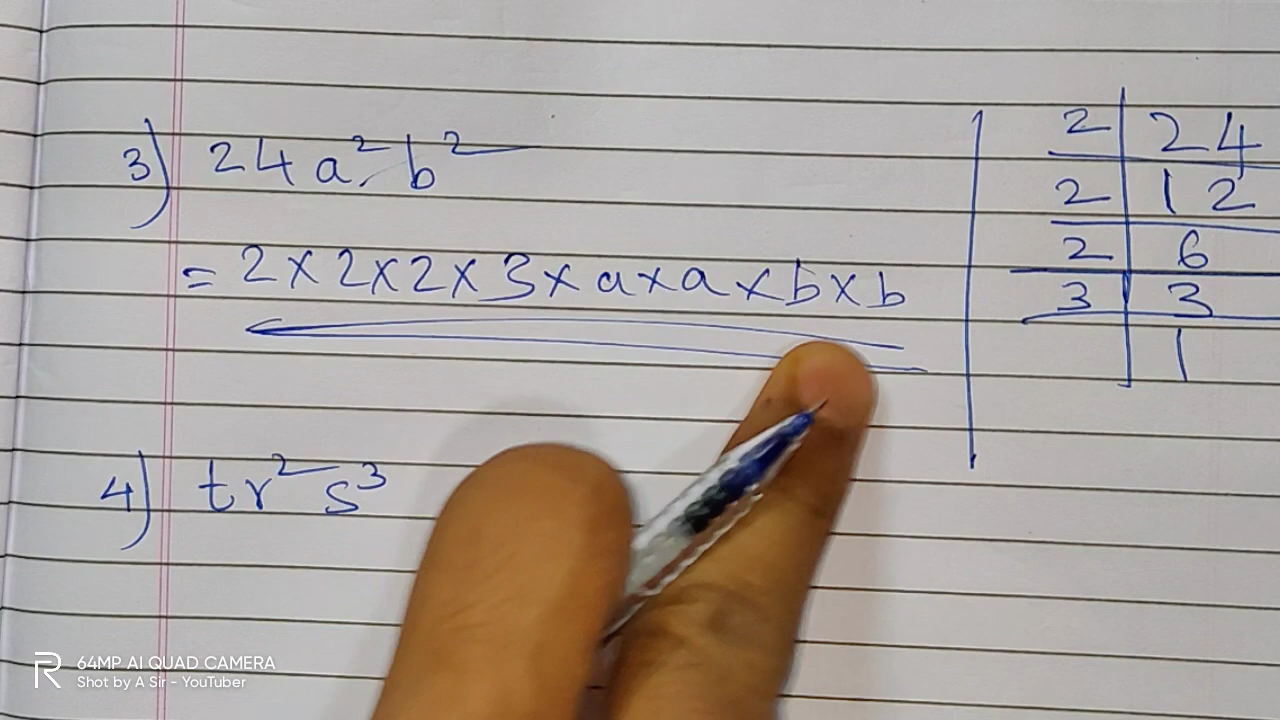 3) 24a²b²
= 2×2×2×3×a×a×b×b
2 | 24
2 | 12
2 | 6
3 | 3
| 1
4) tr²s³
64MP AI QUAD CAMERA
Shot by A Sir - YouTuber